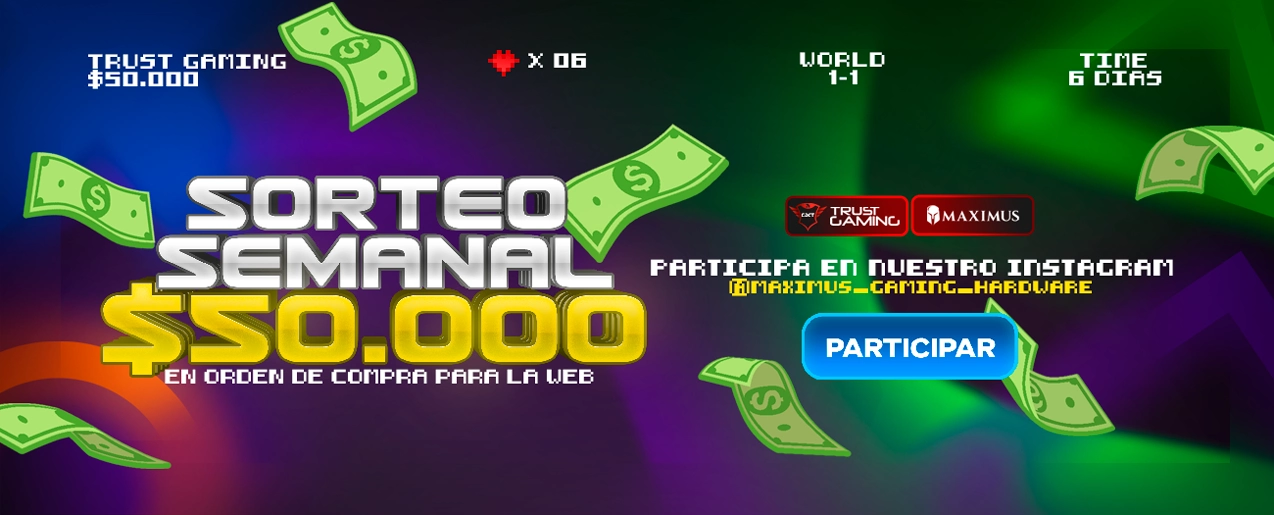 TRUST GAMING
$50.000
X 06
WORLD
1-1
TIME
6 DIAS
SORTEO
SEMANAL
$50.000
EN ORDEN DE COMPRA PARA LA WEB
GXT TRUST
GAMING
MAXIMUS
PARTICIPA EN NUESTRO INSTAGRAM
@MAXIMUS_GAMING_HARDWARE
PARTICIPAR